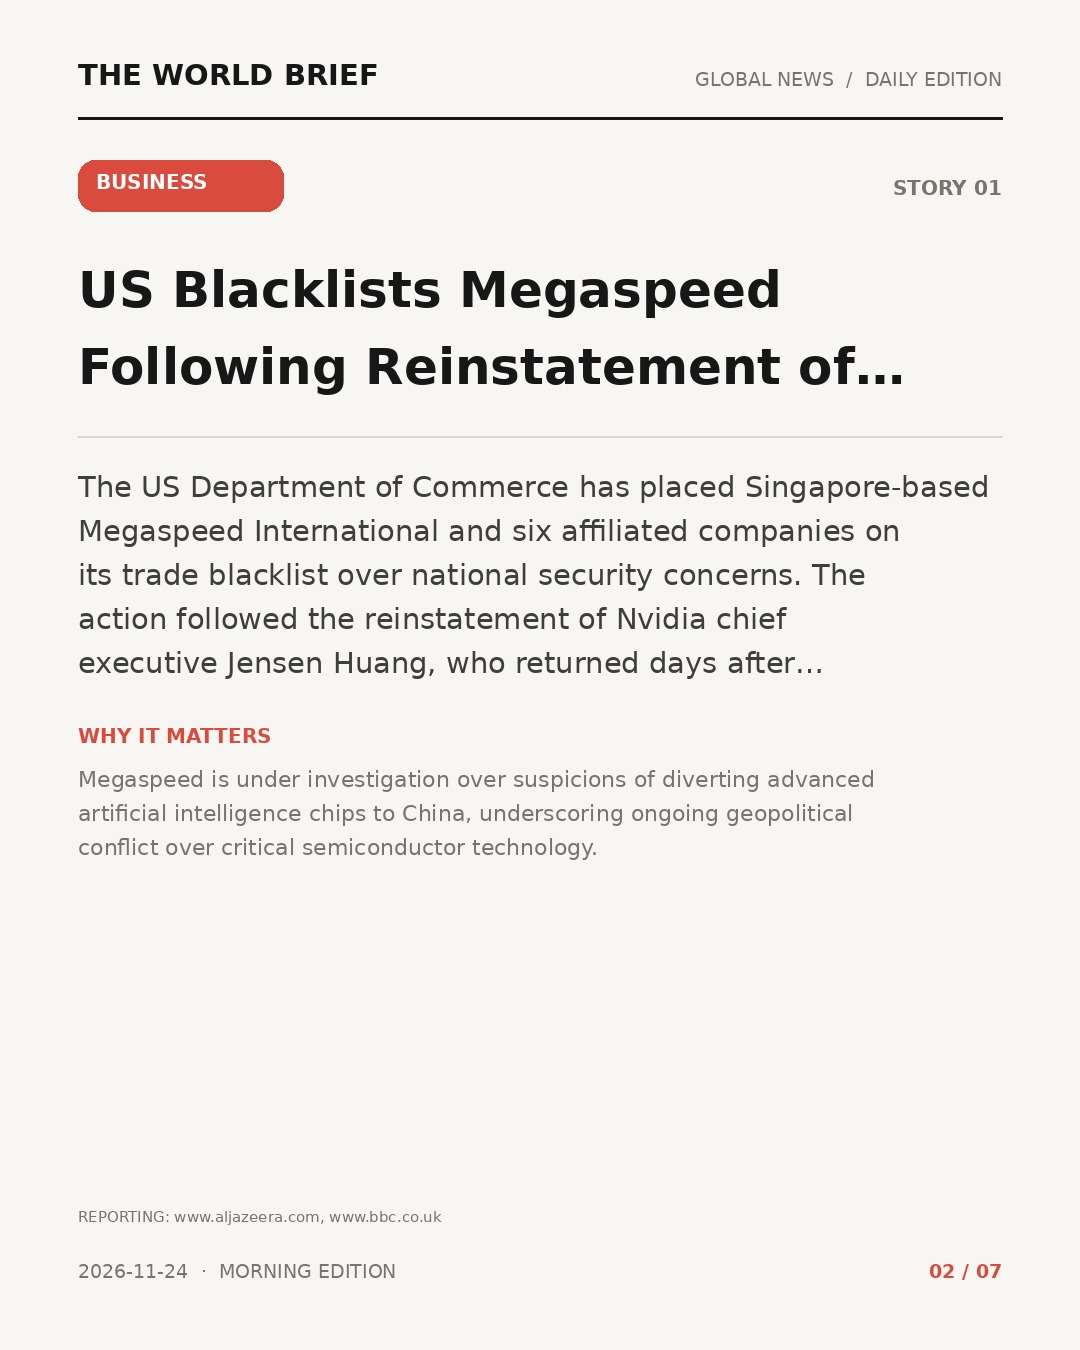 THE WORLD BRIEF
GLOBAL NEWS / DAILY EDITION
BUSINESS
STORY 01
US Blacklists Megaspeed
Following Reinstatement of…
The US Department of Commerce has placed Singapore-based
Megaspeed International and six affiliated companies on
its trade blacklist over national security concerns. The
action followed the reinstatement of Nvidia chief
executive Jensen Huang, who returned days after…
WHY IT MATTERS
Megaspeed is under investigation over suspicions of diverting advanced
artificial intelligence chips to China, underscoring ongoing geopolitical
conflict over critical semiconductor technology.
REPORTING: www.aljazeera.com, www.bbc.co.uk
2026-11-24 · MORNING EDITION
02 / 07